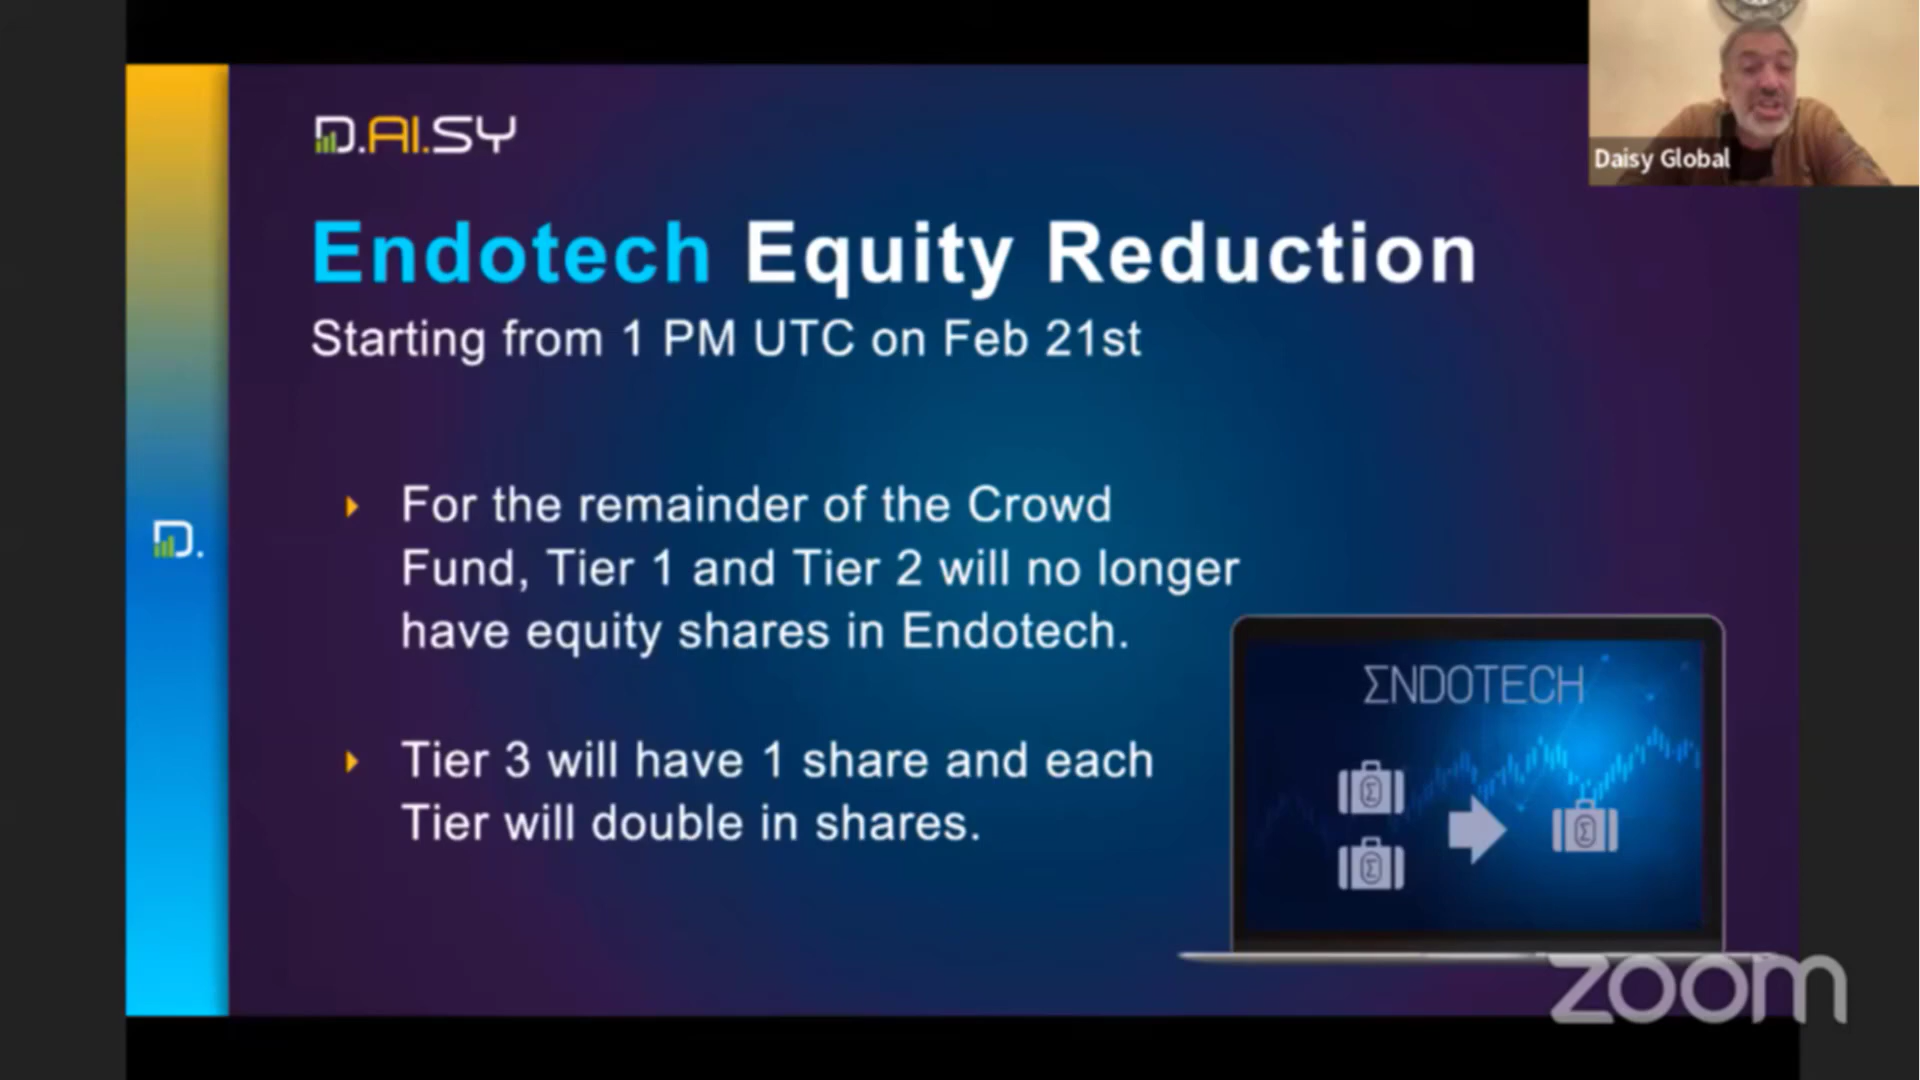 D.AI.SY
Daisy Global
Endotech Equity Reduction
Starting from 1 PM UTC on Feb 21st
For the remainder of the Crowd
Fund, Tier 1 and Tier 2 will no longer
have equity shares in Endotech.
Tier 3 will have 1 share and each
Tier will double in shares.
D.
ΣNDOTECH
Σ
Σ
Σ
zoom